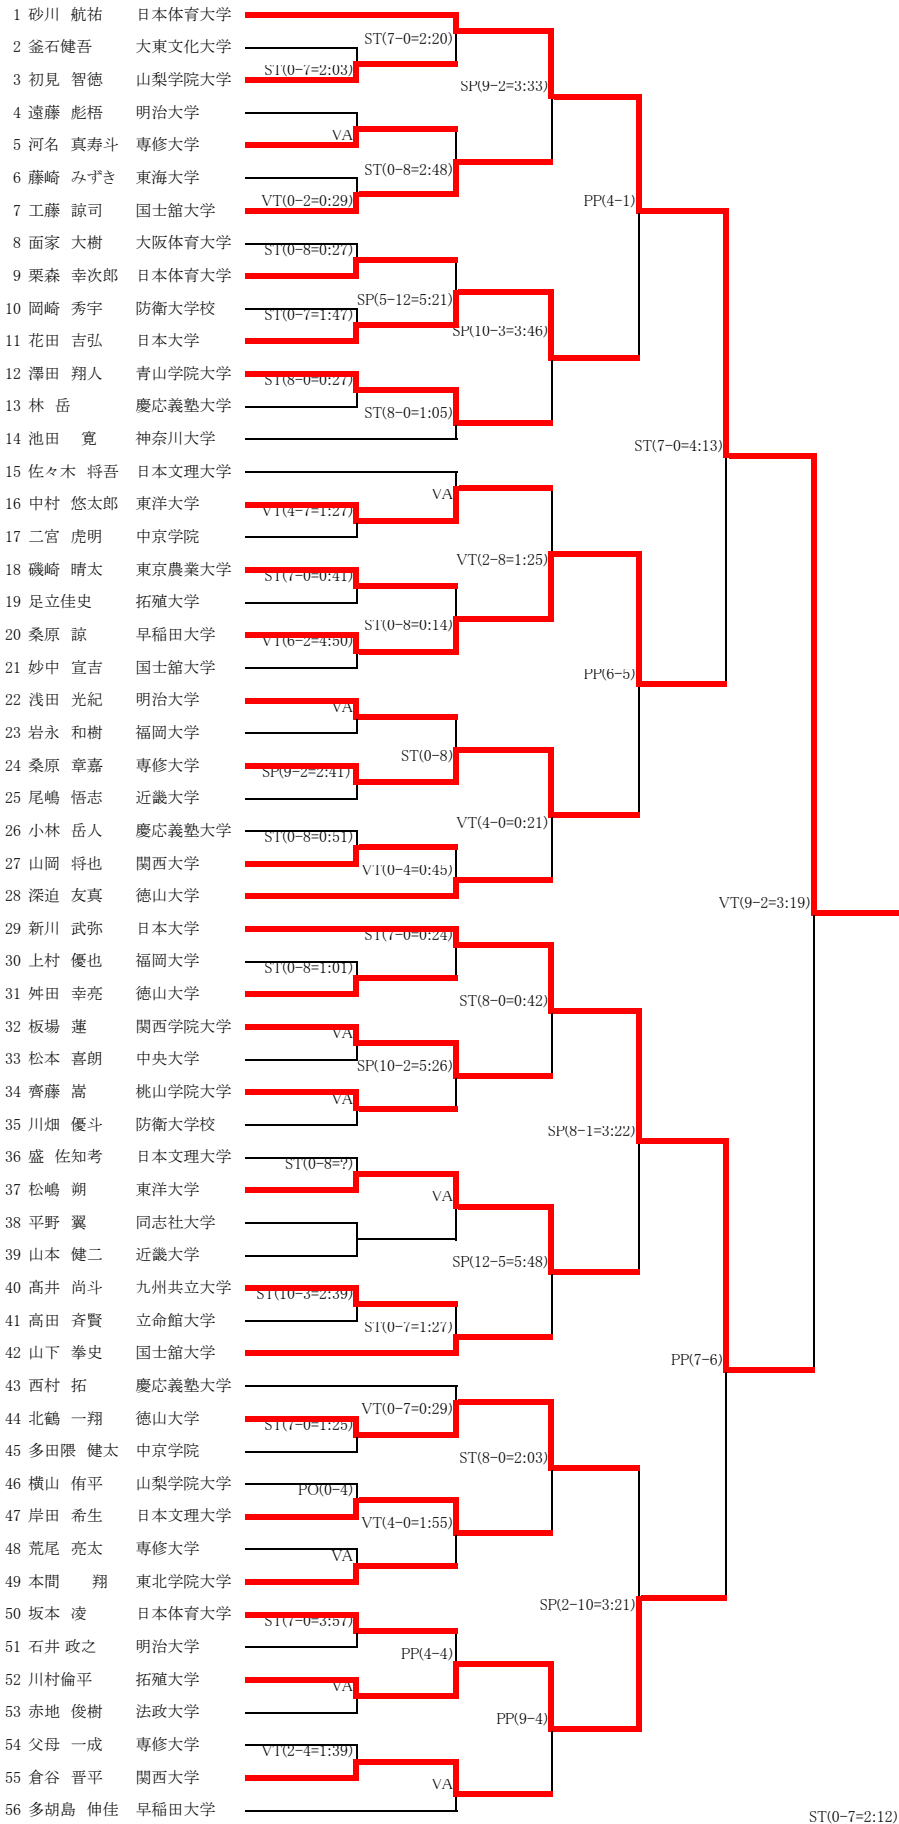 1 砂川 航祐 日本体育大学
ST(7-0=2:20)
2 釜石健吾 大東文化大学
ST(0-7=2:03)
3 初見 智徳 山梨学院大学
SP(9-2=3:33)
4 遠藤 彪梧 明治大学
VA
5 河名 真寿斗 専修大学
ST(0-8=2:48)
6 藤崎 みずき 東海大学
VT(0-2=0:29)
7 工藤 諒司 国士舘大学
PP(4-1)
8 面家 大樹 大阪体育大学
ST(0-8=0:27)
9 栗森 幸次郎 日本体育大学
SP(5-12=5:21)
10 岡崎 秀宇 防衛大学校
ST(0-7=1:47)
SP(10-3=3:46)
11 花田 吉弘 日本大学
12 澤田 翔人 青山学院大学
ST(8-0=0:27)
13 林 岳 慶応義塾大学
ST(8-0=1:05)
14 池田 寛 神奈川大学
ST(7-0=4:13)
15 佐々木 将吾 日本文理大学
VA
16 中村 悠太郎 東洋大学
VT(4-7=1:27)
17 二宮 虎明 中京学院
VT(2-8=1:25)
18 磯崎 晴太 東京農業大学
ST(7-0=0:41)
19 足立佳史 拓殖大学
ST(0-8=0:14)
20 桑原 諒 早稲田大学
VT(6-2=4:50)
21 妙中 宣吉 国士舘大学
PP(6-5)
22 浅田 光紀 明治大学
VA
23 岩永 和樹 福岡大学
ST(0-8)
24 桑原 章嘉 専修大学
SP(9-2=2:41)
25 尾嶋 悟志 近畿大学
VT(4-0=0:21)
26 小林 岳人 慶応義塾大学
ST(0-8=0:51)
27 山岡 将也 関西大学
VT(0-4=0:45)
28 深迫 友真 徳山大学
VT(9-2=3:19)
29 新川 武弥 日本大学
ST(7-0=0:24)
30 上村 優也 福岡大学
ST(0-8=1:01)
31 舛田 幸亮 徳山大学
ST(8-0=0:42)
32 板場 蓮 関西学院大学
VA
33 松本 喜朗 中央大学
SP(10-2=5:26)
34 齊藤 嵩 桃山学院大学
VA
35 川畑 優斗 防衛大学校
SP(8-1=3:22)
36 盛 佐知考 日本文理大学
ST(0-8=?)
37 松嶋 朔 東洋大学
VA
38 平野 翼 同志社大学
39 山本 健二 近畿大学
SP(12-5=5:48)
40 髙井 尚斗 九州共立大学
ST(10-3=2:39)
41 高田 斉賢 立命館大学
ST(0-7=1:27)
42 山下 拳史 国士舘大学
PP(7-6)
43 西村 拓 慶応義塾大学
VT(0-7=0:29)
44 北鶴 一翔 徳山大学
ST(7-0=1:25)
45 多田隈 健太 中京学院
ST(8-0=2:03)
46 横山 侑平 山梨学院大学
PO(0-4)
47 岸田 希生 日本文理大学
VT(4-0=1:55)
48 荒尾 亮太 専修大学
VA
49 本間 翔 東北学院大学
SP(2-10=3:21)
50 坂本 凌 日本体育大学
ST(7-0=3:57)
51 石井 政之 明治大学
PP(4-4)
52 川村倫平 拓殖大学
VA
53 赤地 俊樹 法政大学
PP(9-4)
54 父母 一成 専修大学
VT(2-4=1:39)
55 倉谷 晋平 関西大学
VA
56 多胡島 伸佳 早稲田大学
ST(0-7=2:12)